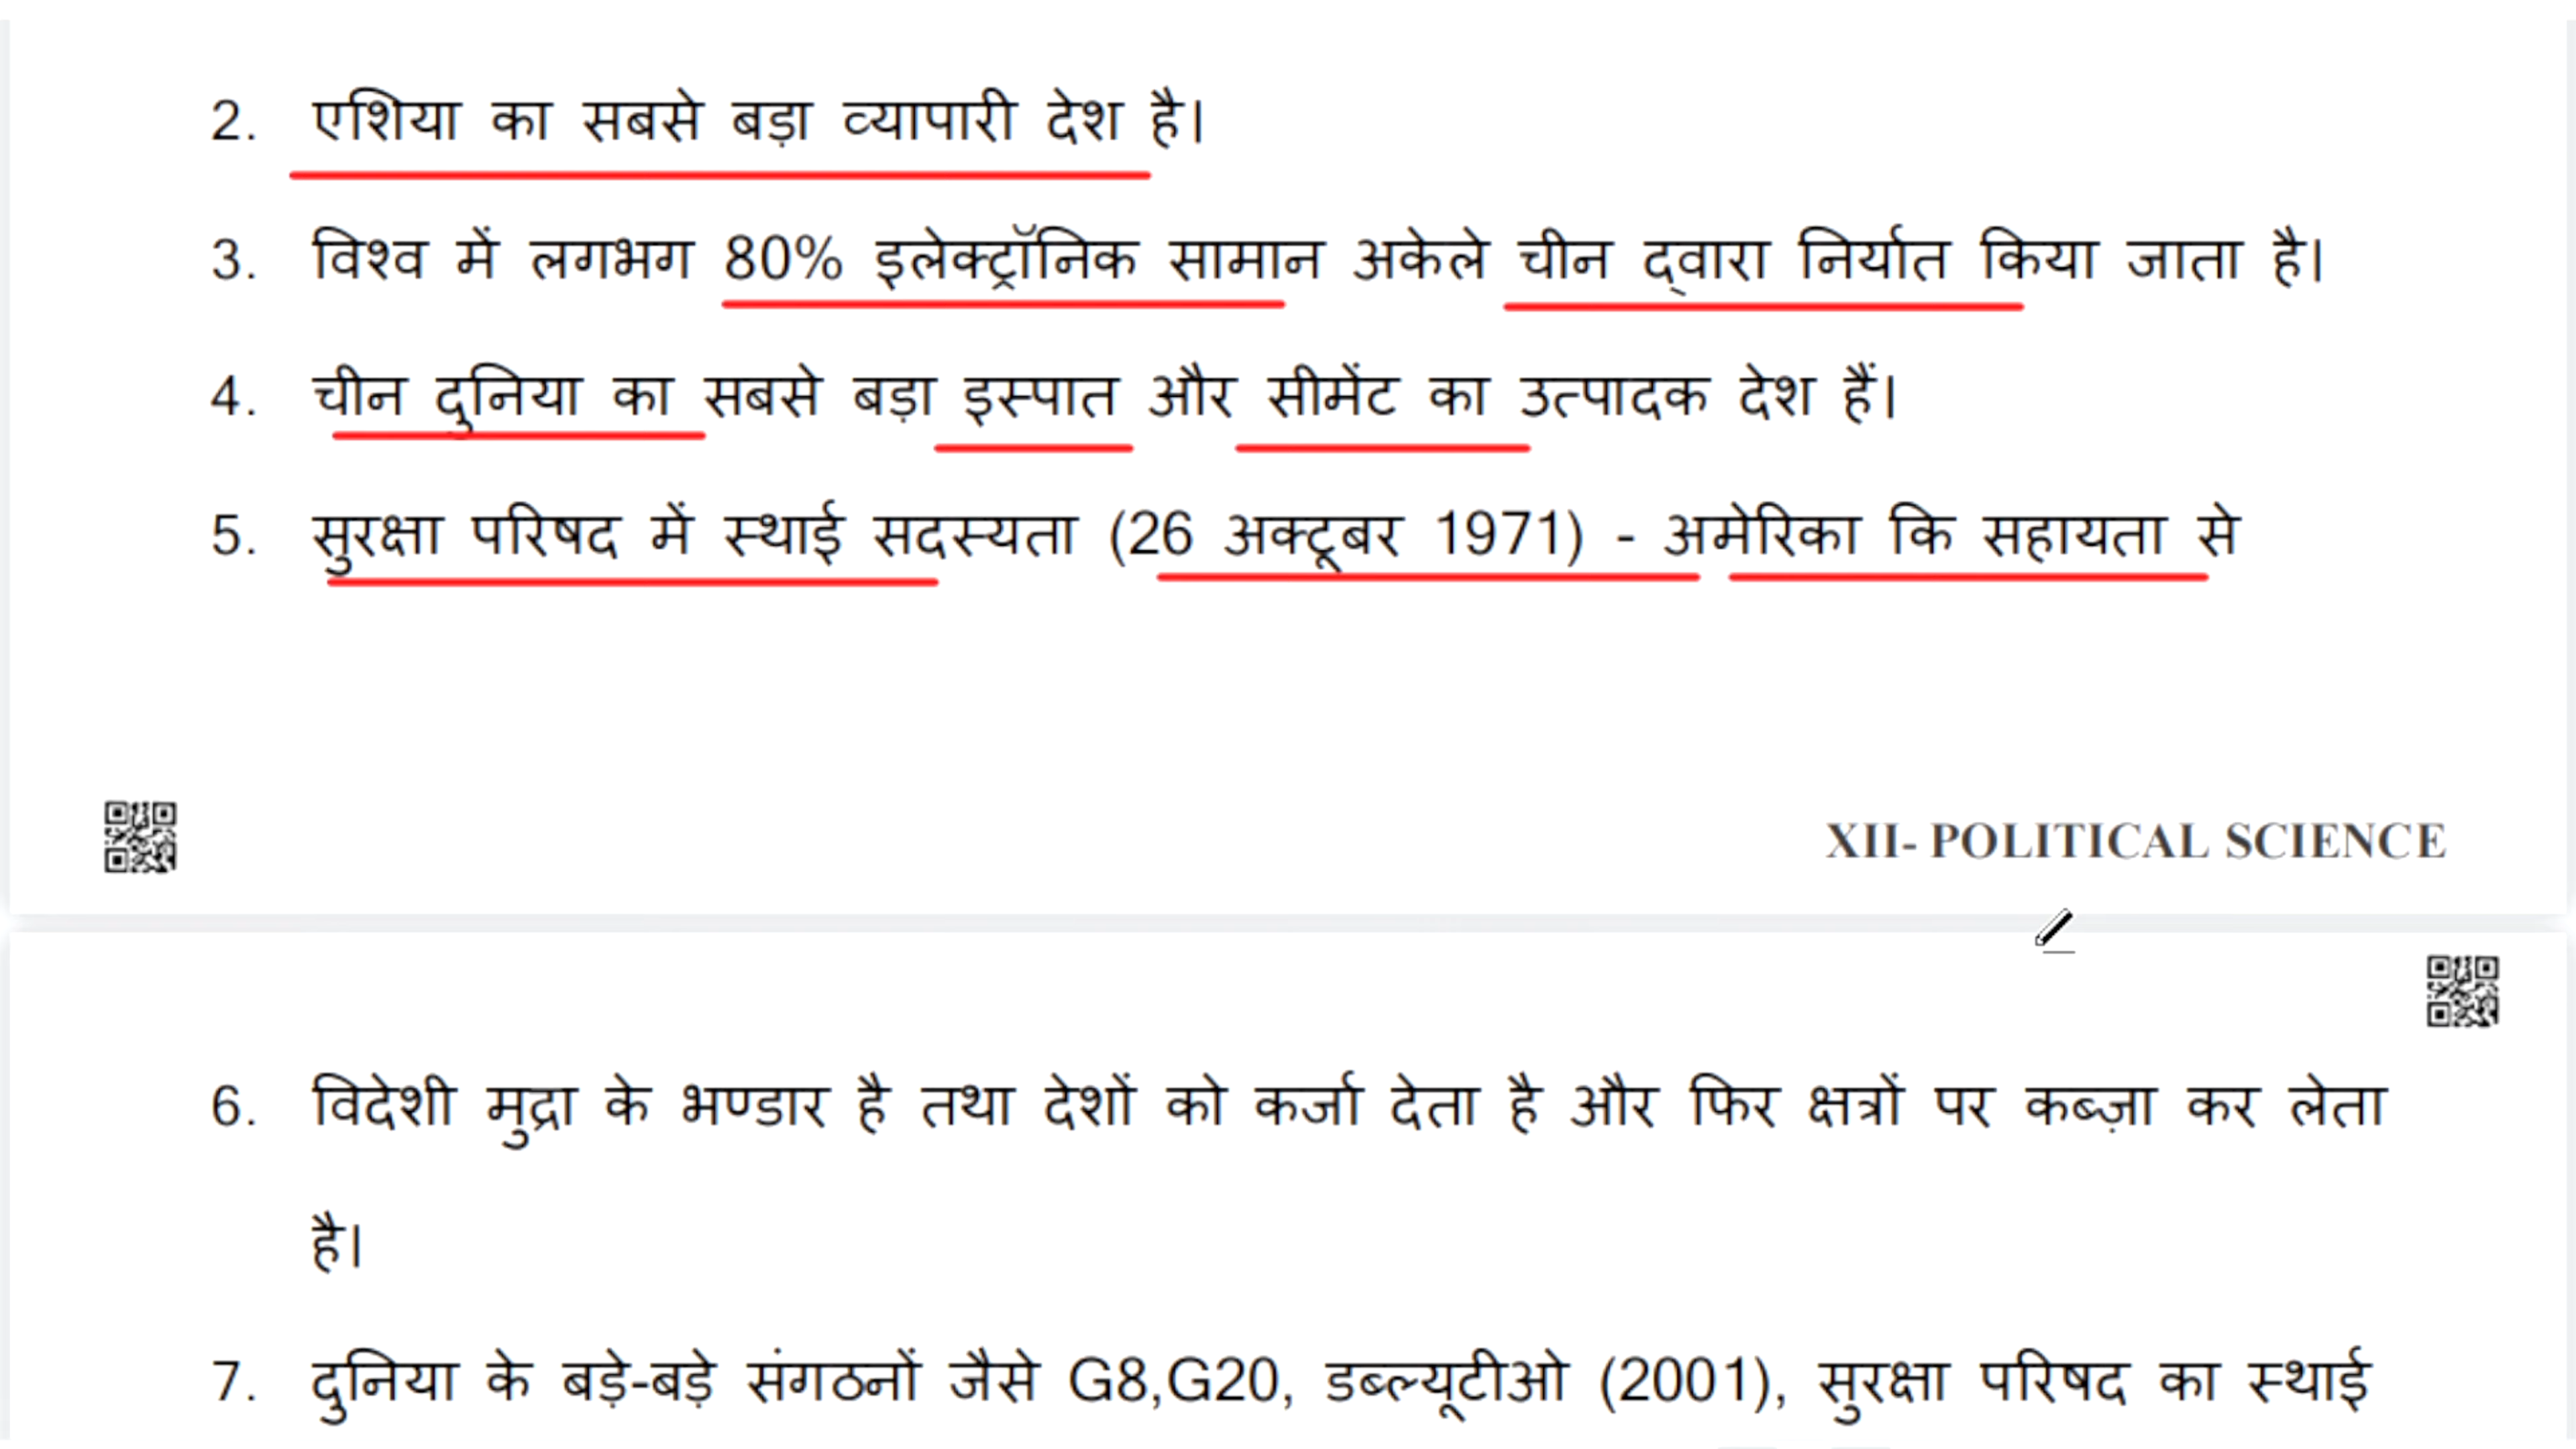 2. एशिया का सबसे बड़ा व्यापारी देश है।
3. विश्व में लगभग 80% इलेक्ट्रॉनिक सामान अकेले चीन द्वारा निर्यात किया जाता है।
4. चीन दुनिया का सबसे बड़ा इस्पात और सीमेंट का उत्पादक देश हैं।
5. सुरक्षा परिषद में स्थाई सदस्यता (26 अक्टूबर 1971) - अमेरिका कि सहायता से
XII- POLITICAL SCIENCE
6. विदेशी मुद्रा के भण्डार है तथा देशों को कर्जा देता है और फिर क्षत्रों पर कब्ज़ा कर लेता
है।
7. दुनिया के बड़े-बड़े संगठनों जैसे G8,G20, डब्ल्यूटीओ (2001), सुरक्षा परिषद का स्थाई